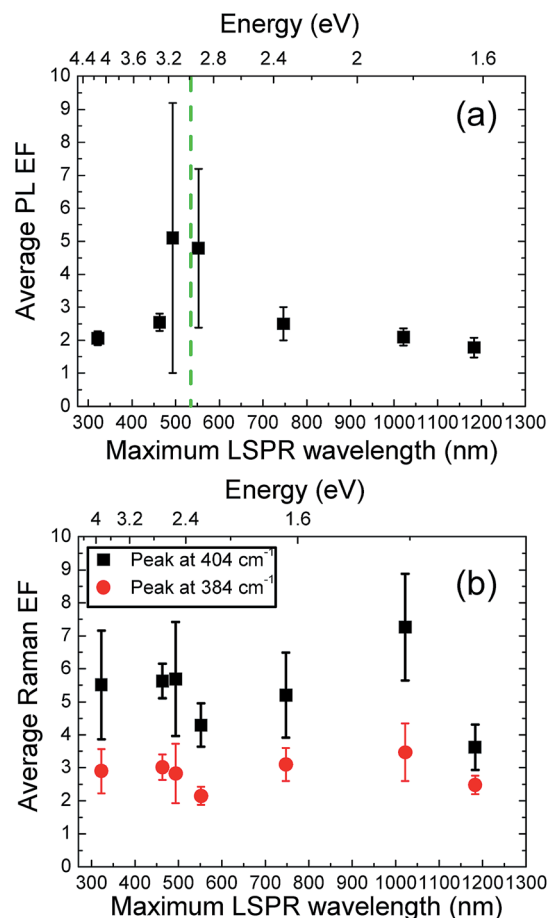 Energy (eV)
4.4 4 3.6 3.2 2.8 2.4 2 1.6
10
9
8
7
6
5
4
3
2
1
0
Average PL EF
(a)
300 400 500 600 700 800 900 1000 1100 1200 1300
Maximum LSPR wavelength (nm)
Energy (eV)
4 3.2 2.4 1.6
10
9
8
7
6
5
4
3
2
1
0
Average Raman EF
Peak at 404 cm⁻¹
Peak at 384 cm⁻¹
(b)
300 400 500 600 700 800 900 1000 1100 1200 1300
Maximum LSPR wavelength (nm)